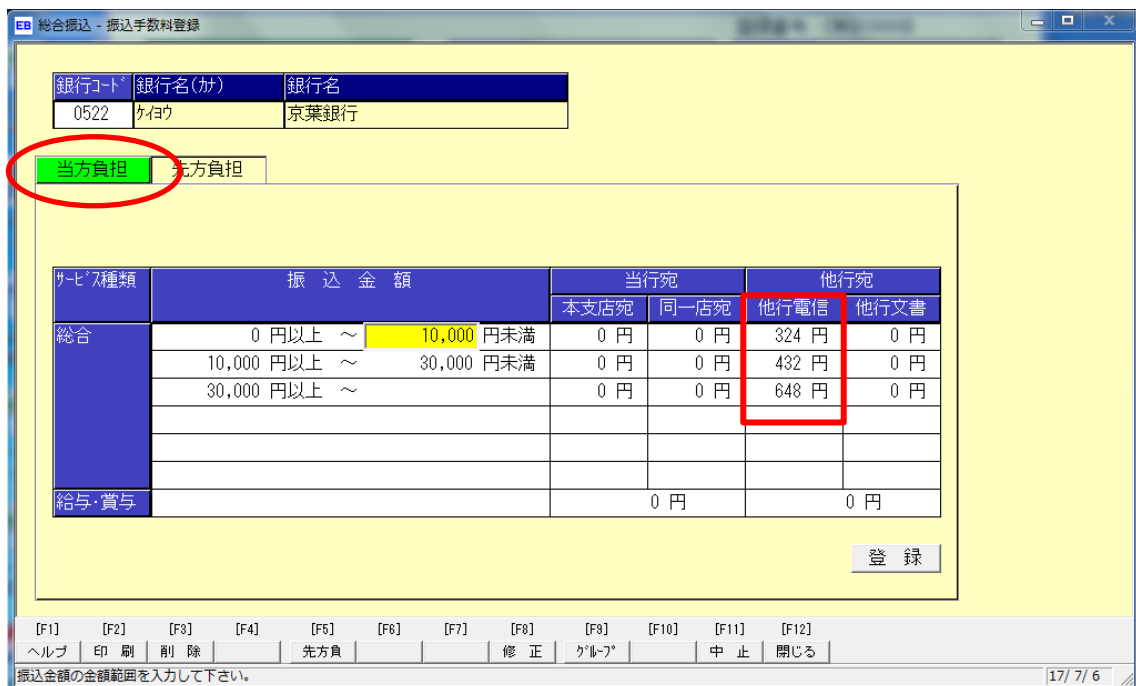 EB 総合振込 - 振込手数料登録
銀行ｺｰﾄﾞ 銀行名(ｶﾅ) 銀行名
0522 ｹｲﾖｳ 京葉銀行
当方負担 先方負担
ｻｰﾋﾞｽ種類 振 込 金 額 当行宛 他行宛
本支店宛 同一店宛 他行電信 他行文書
総合 0 円以上 ～ 10,000 円未満 0 円 0 円 324 円 0 円
10,000 円以上 ～ 30,000 円未満 0 円 0 円 432 円 0 円
30,000 円以上 ～ 0 円 0 円 648 円 0 円
給与･賞与 0 円 0 円
登 録
[F1] [F2] [F3] [F4] [F5] [F6] [F7] [F8] [F9] [F10] [F11] [F12]
ヘルプ 印 刷 削 除 先方負 修 正 ｸﾞﾙｰﾌﾟ 中 止 閉じる
振込金額の金額範囲を入力して下さい。 17/ 7/ 6